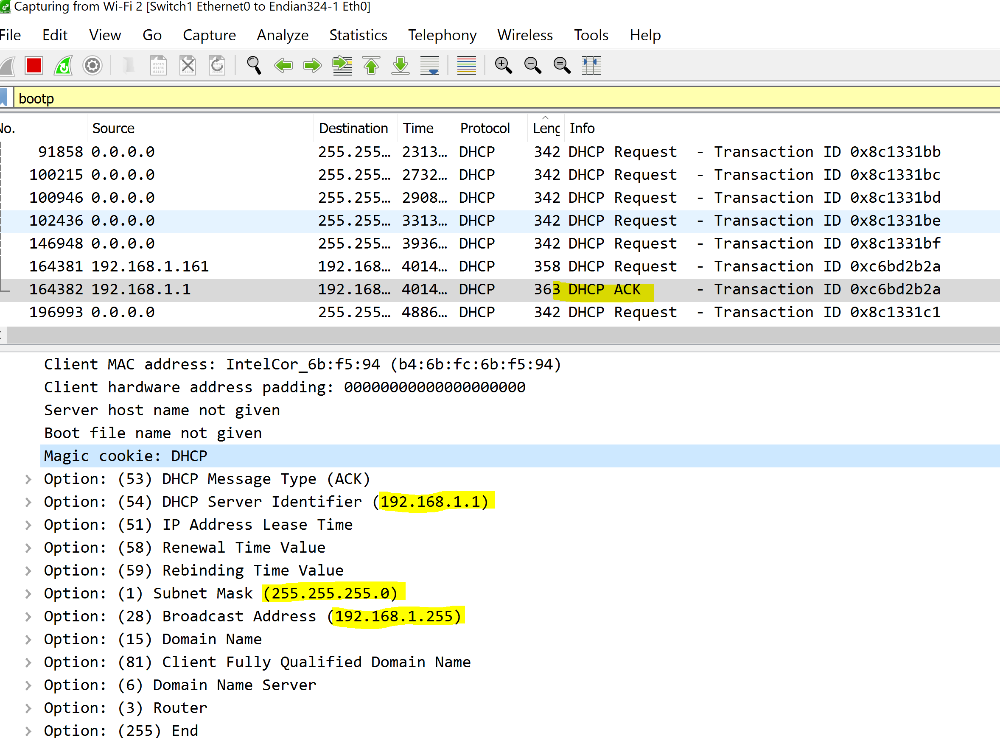 Capturing from Wi-Fi 2 [Switch1 Ethernet0 to Endian324-1 Eth0]
File Edit View Go Capture Analyze Statistics Telephony Wireless Tools Help
bootp
No. Source Destination Time Protocol Leng Info
91858 0.0.0.0 255.255… 2313… DHCP 342 DHCP Request - Transaction ID 0x8c1331bb
100215 0.0.0.0 255.255… 2732… DHCP 342 DHCP Request - Transaction ID 0x8c1331bc
100946 0.0.0.0 255.255… 2908… DHCP 342 DHCP Request - Transaction ID 0x8c1331bd
102436 0.0.0.0 255.255… 3313… DHCP 342 DHCP Request - Transaction ID 0x8c1331be
146948 0.0.0.0 255.255… 3936… DHCP 342 DHCP Request - Transaction ID 0x8c1331bf
164381 192.168.1.161 192.168… 4014… DHCP 358 DHCP Request - Transaction ID 0xc6bd2b2a
164382 192.168.1.1 192.168… 4014… DHCP 363 DHCP ACK - Transaction ID 0xc6bd2b2a
196993 0.0.0.0 255.255… 4886… DHCP 342 DHCP Request - Transaction ID 0x8c1331c1
Client MAC address: IntelCor_6b:f5:94 (b4:6b:fc:6b:f5:94)
Client hardware address padding: 00000000000000000000
Server host name not given
Boot file name not given
Magic cookie: DHCP
Option: (53) DHCP Message Type (ACK)
Option: (54) DHCP Server Identifier (192.168.1.1)
Option: (51) IP Address Lease Time
Option: (58) Renewal Time Value
Option: (59) Rebinding Time Value
Option: (1) Subnet Mask (255.255.255.0)
Option: (28) Broadcast Address (192.168.1.255)
Option: (15) Domain Name
Option: (81) Client Fully Qualified Domain Name
Option: (6) Domain Name Server
Option: (3) Router
Option: (255) End